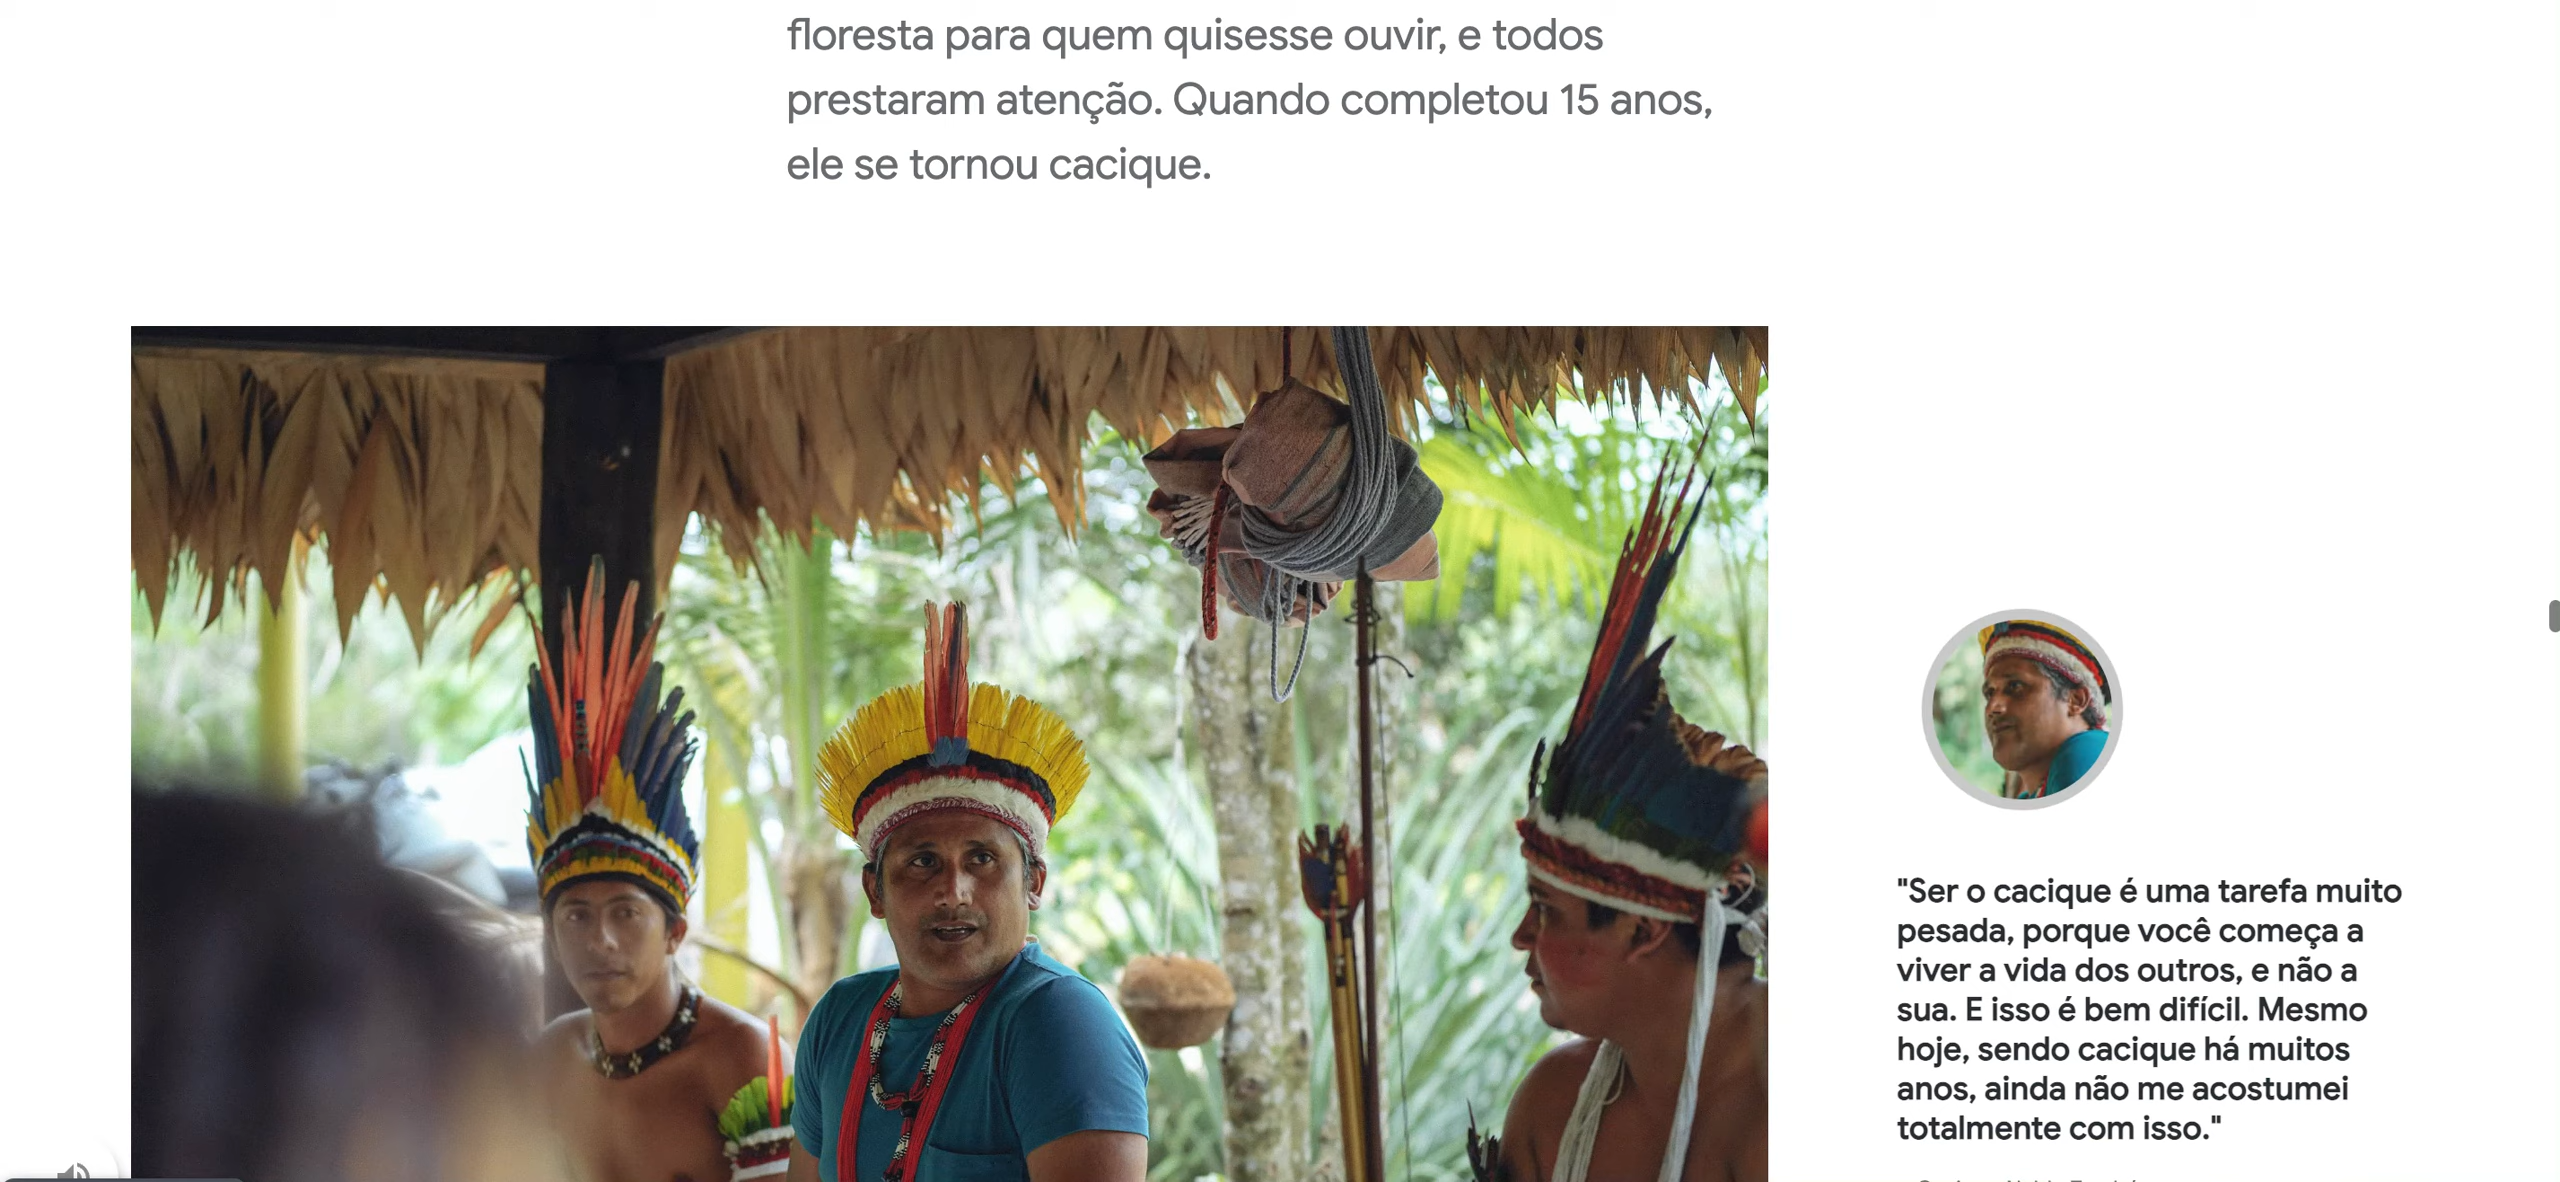 floresta para quem quisesse ouvir, e todos
prestaram atenção. Quando completou 15 anos,
ele se tornou cacique.
"Ser o cacique é uma tarefa muito
pesada, porque você começa a
viver a vida dos outros, e não a
sua. E isso é bem difícil. Mesmo
hoje, sendo cacique há muitos
anos, ainda não me acostumei
totalmente com isso."